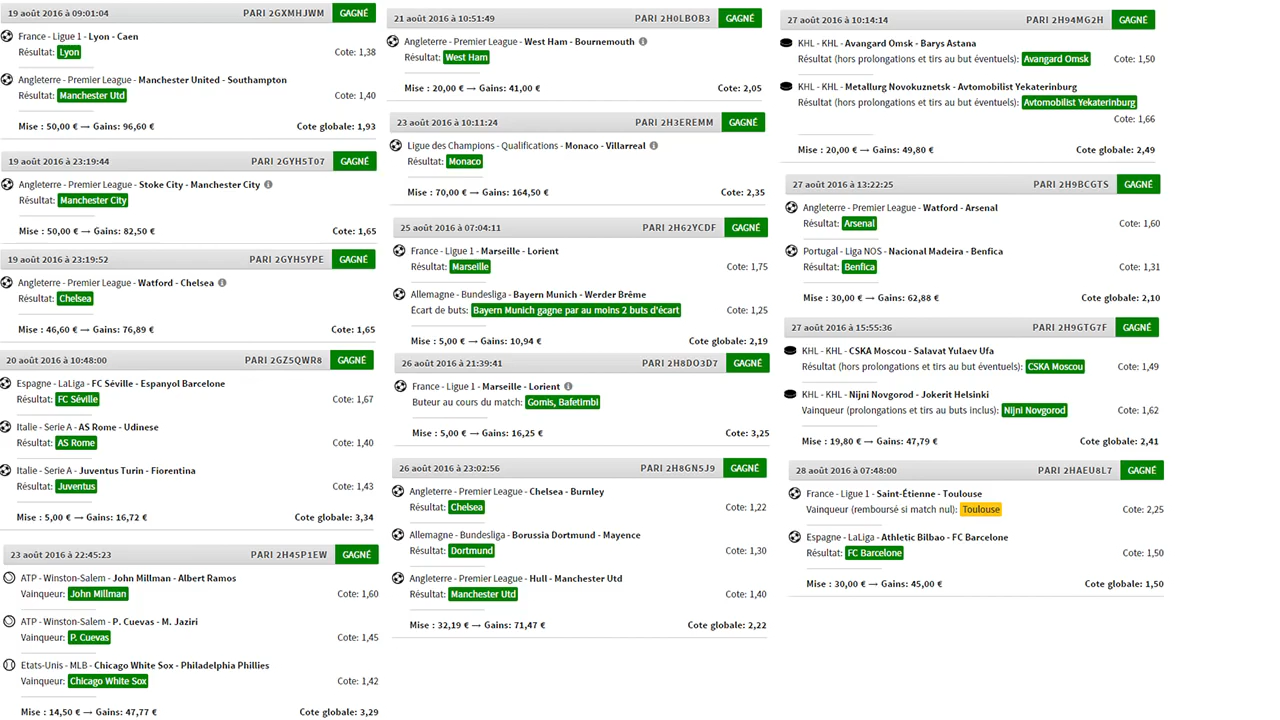 19 août 2016 à 09:01:04 PARI 2GXMHJWM GAGNÉ
France - Ligue 1 - Lyon - Caen
Résultat: Lyon Cote: 1,38
Angleterre - Premier League - Manchester United - Southampton
Résultat: Manchester Utd Cote: 1,40
Mise : 50,00 € → Gains: 96,60 € Cote globale: 1,93
19 août 2016 à 23:19:44 PARI 2GYH5T07 GAGNÉ
Angleterre - Premier League - Stoke City - Manchester City
Résultat: Manchester City
Mise : 50,00 € → Gains: 82,50 € Cote: 1,65
19 août 2016 à 23:19:52 PARI 2GYH5YPE GAGNÉ
Angleterre - Premier League - Watford - Chelsea
Résultat: Chelsea
Mise : 46,60 € → Gains: 76,89 € Cote: 1,65
20 août 2016 à 10:48:00 PARI 2GZ5QWR8 GAGNÉ
Espagne - LaLiga - FC Séville - Espanyol Barcelone
Résultat: FC Séville Cote: 1,67
Italie - Serie A - AS Rome - Udinese
Résultat: AS Rome Cote: 1,40
Italie - Serie A - Juventus Turin - Fiorentina
Résultat: Juventus Cote: 1,43
Mise : 5,00 € → Gains: 16,72 € Cote globale: 3,34
23 août 2016 à 22:45:23 PARI 2H45P1EW GAGNÉ
ATP - Winston-Salem - John Millman - Albert Ramos
Vainqueur: John Millman Cote: 1,60
ATP - Winston-Salem - P. Cuevas - M. Jaziri
Vainqueur: P. Cuevas Cote: 1,45
Etats-Unis - MLB - Chicago White Sox - Philadelphia Phillies
Vainqueur: Chicago White Sox Cote: 1,42
Mise : 14,50 € → Gains: 47,77 € Cote globale: 3,29
21 août 2016 à 10:51:49 PARI 2H0LBOB3 GAGNÉ
Angleterre - Premier League - West Ham - Bournemouth
Résultat: West Ham
Mise : 20,00 € → Gains: 41,00 € Cote: 2,05
23 août 2016 à 10:11:24 PARI 2H3EREMM GAGNÉ
Ligue des Champions - Qualifications - Monaco - Villarreal
Résultat: Monaco
Mise : 70,00 € → Gains: 164,50 € Cote: 2,35
25 août 2016 à 07:04:11 PARI 2H62YCDF GAGNÉ
France - Ligue 1 - Marseille - Lorient
Résultat: Marseille Cote: 1,75
Allemagne - Bundesliga - Bayern Munich - Werder Brême
Ecart de buts: Bayern Munich gagne par au moins 2 buts d'écart Cote: 1,25
Mise : 5,00 € → Gains: 10,94 € Cote globale: 2,19
26 août 2016 à 21:39:41 PARI 2H8DO3D7 GAGNÉ
France - Ligue 1 - Marseille - Lorient
Buteur au cours du match: Gomis, Bafetimbi
Mise : 5,00 € → Gains: 16,25 € Cote: 3,25
26 août 2016 à 23:02:56 PARI 2H8GNSJ9 GAGNÉ
Angleterre - Premier League - Chelsea - Burnley
Résultat: Chelsea Cote: 1,22
Allemagne - Bundesliga - Borussia Dortmund - Mayence
Résultat: Dortmund Cote: 1,30
Angleterre - Premier League - Hull - Manchester Utd
Résultat: Manchester Utd Cote: 1,40
Mise : 32,19 € → Gains: 71,47 € Cote globale: 2,22
27 août 2016 à 10:14:14 PARI 2H94MG2H GAGNÉ
KHL - KHL - Avangard Omsk - Barys Astana
Résultat (hors prolongations et tirs au but éventuels): Avangard Omsk Cote: 1,50
KHL - KHL - Metallurg Novokuznetsk - Avtomobilist Yekaterinburg
Résultat (hors prolongations et tirs au but éventuels): Avtomobilist Yekaterinburg
Cote: 1,66
Mise : 20,00 € → Gains: 49,80 € Cote globale: 2,49
27 août 2016 à 13:22:25 PARI 2H9BCGTS GAGNÉ
Angleterre - Premier League - Watford - Arsenal
Résultat: Arsenal Cote: 1,60
Portugal - Liga NOS - Nacional Madeira - Benfica
Résultat: Benfica Cote: 1,31
Mise : 30,00 € → Gains: 62,88 € Cote globale: 2,10
27 août 2016 à 15:55:36 PARI 2H9GTG7F GAGNÉ
KHL - KHL - CSKA Moscou - Salavat Yulaev Ufa
Résultat (hors prolongations et tirs au but éventuels): CSKA Moscou Cote: 1,49
KHL - KHL - Nijni Novgorod - Jokerit Helsinki
Vainqueur (prolongations et tirs au buts inclus): Nijni Novgorod Cote: 1,62
Mise : 19,80 € → Gains: 47,79 € Cote globale: 2,41
28 août 2016 à 07:48:00 PARI 2HAEU8L7 GAGNÉ
France - Ligue 1 - Saint-Étienne - Toulouse
Vainqueur (remboursé si match nul): Toulouse Cote: 2,25
Espagne - LaLiga - Athletic Bilbao - FC Barcelone
Résultat: FC Barcelone Cote: 1,50
Mise : 30,00 € → Gains: 45,00 € Cote globale: 1,50